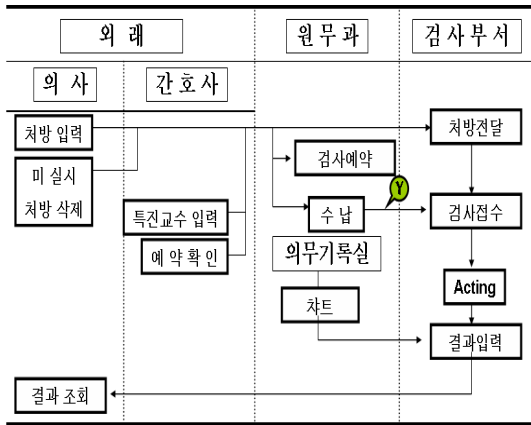 외 래
원 무 과
검 사 부 서
의 사
간 호 사
처방 입력
처방전달
미 실시
처방 삭제
검사예약
Y
특진교수 입력
수 납
검사접수
예 약 확 인
의무기록실
Acting
챠트
결과입력
결과 조회